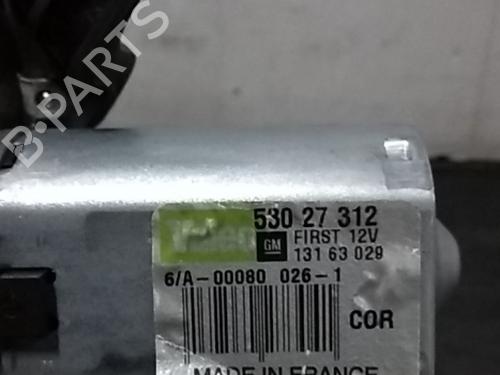 B-PARTS
Valeo 530 27 312
GM FIRST 12V
131 63 029
6/A-00080 026-1
COR
MADE IN FRANCE